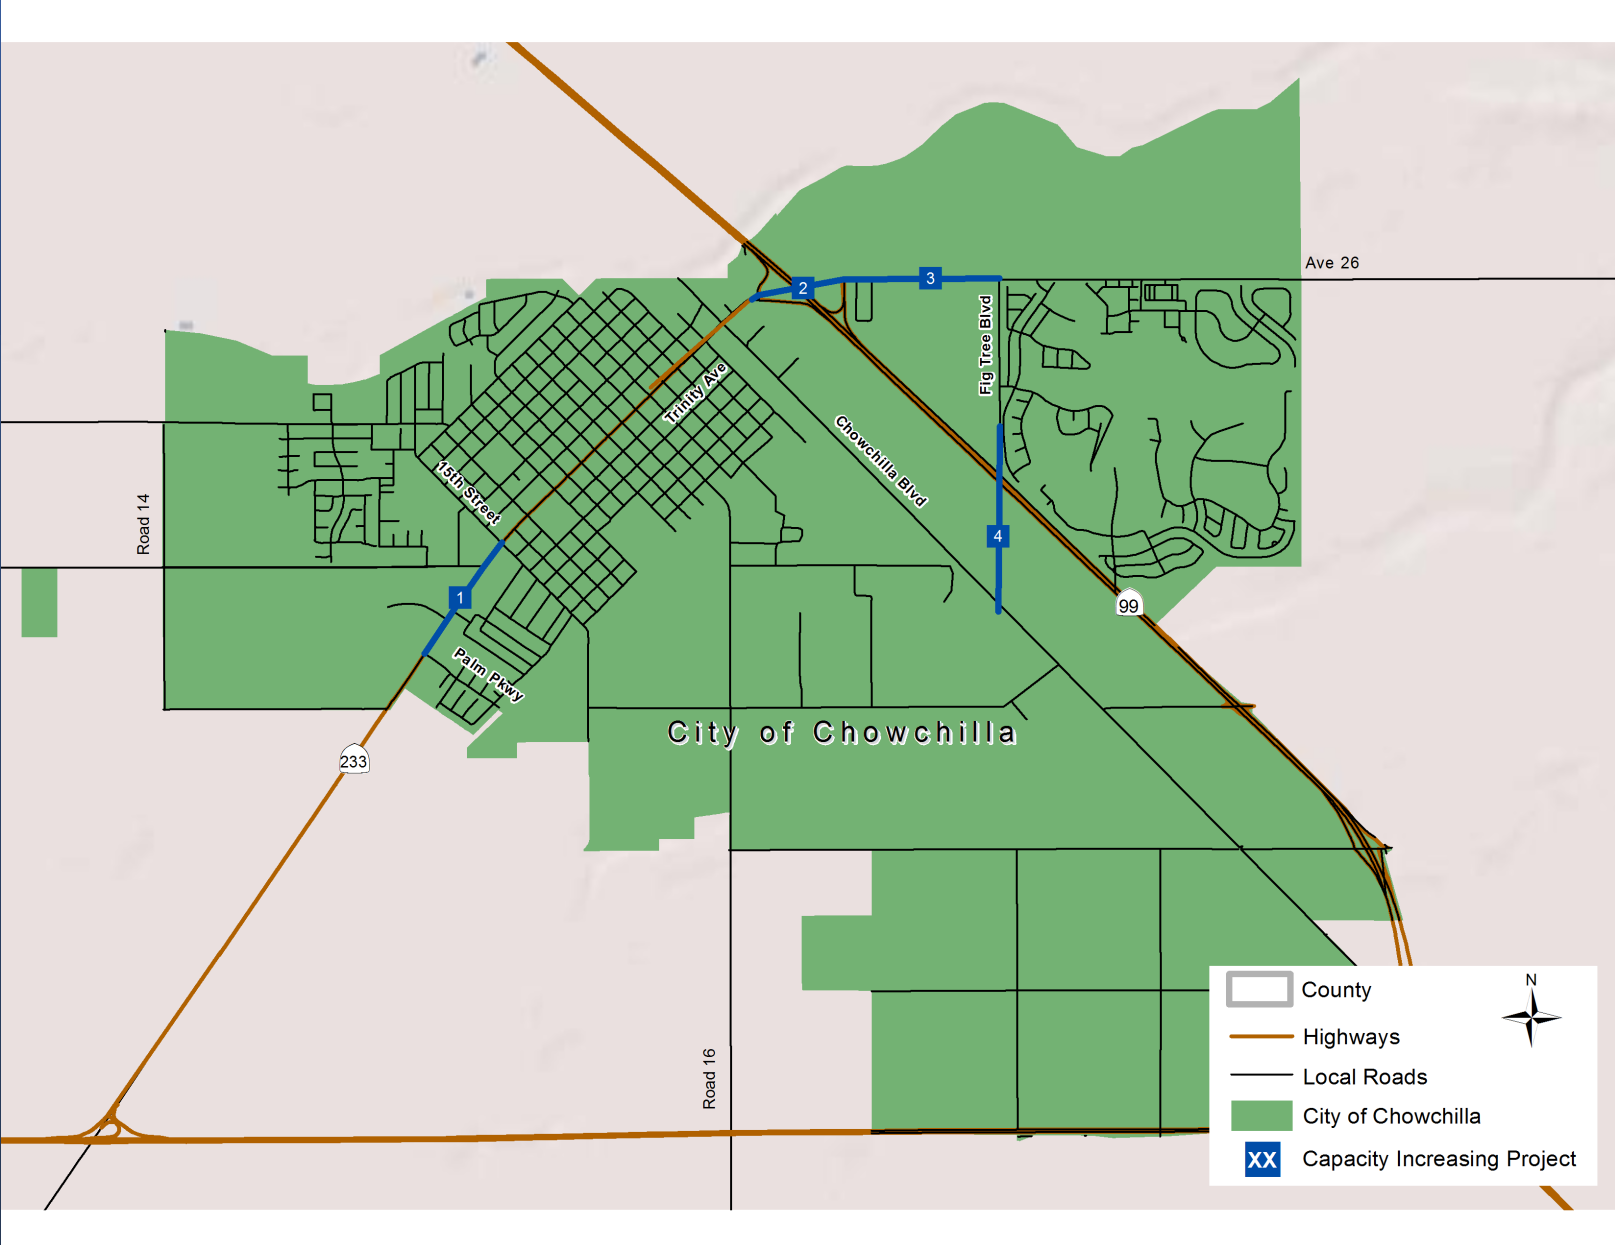 Ave 26
2
3
Fig Tree Blvd
Trinity Ave
Chowchilla Blvd
15th Street
Road 14
4
1
99
Palm Pkwy
City of Chowchilla
233
Road 16
N
County
Highways
Local Roads
City of Chowchilla
XX Capacity Increasing Project